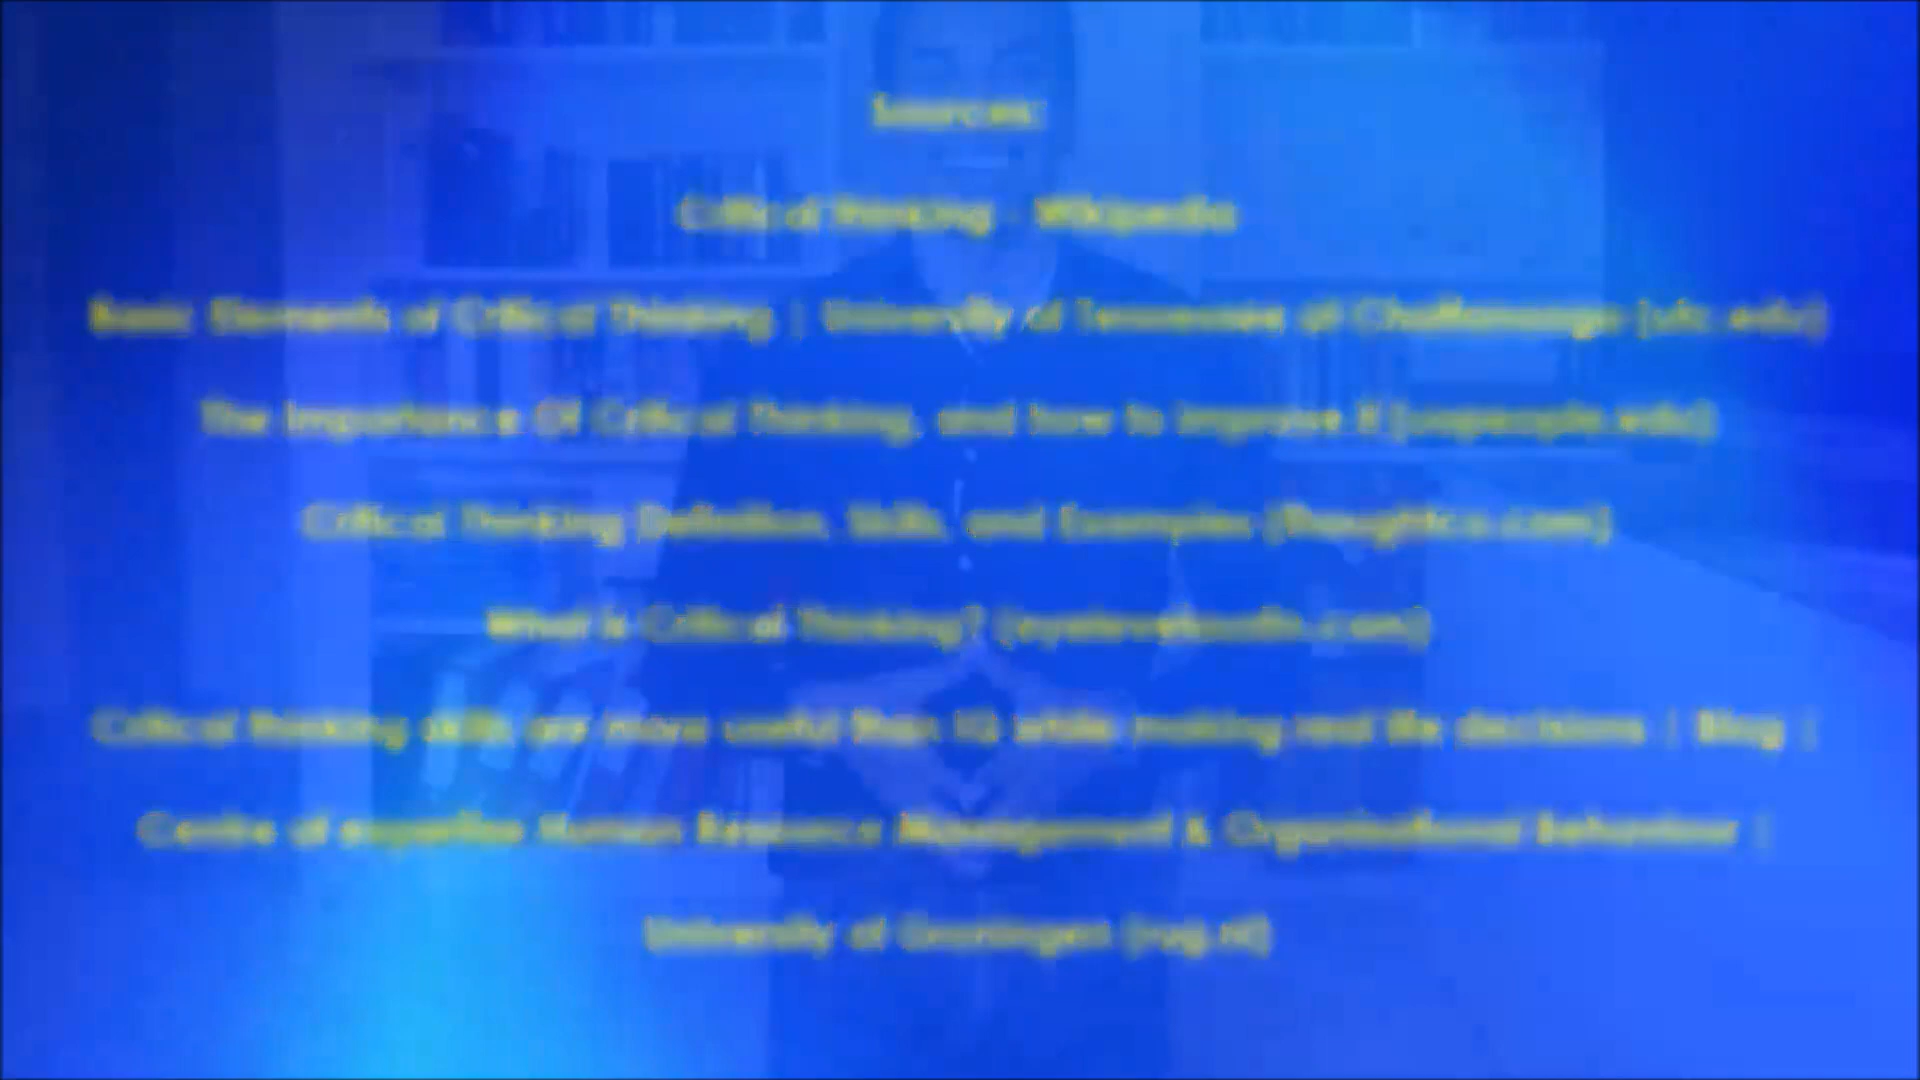 Sources:
Critical Thinking - Wikipedia
Basic Elements of Critical Thinking | University of Tennessee at Chattanooga (utc.edu)
The Importance Of Critical Thinking, and how to improve it (uopeople.edu)
Critical Thinking Definition, Skills, and Examples (thoughtco.com)
What is Critical Thinking?
Critical thinking skills are more useful than IQ while making real life decisions | Blog |
Centre of expertise Human Resource Management & Organisational Behaviour |
University of Groningen (rug.nl)